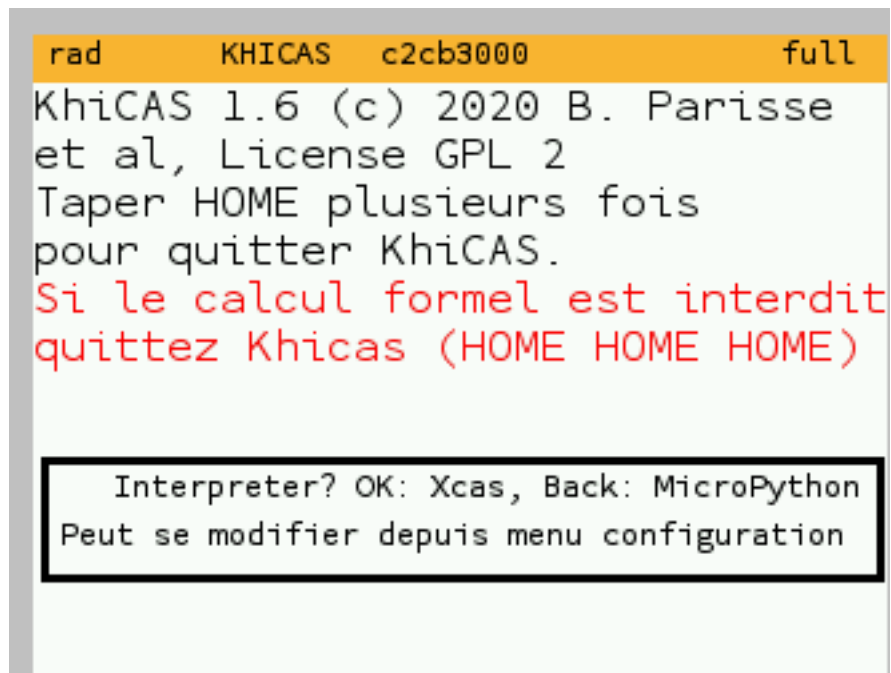 rad KHICAS c2cb3000 full
KhiCAS 1.6 (c) 2020 B. Parisse
et al, License GPL 2
Taper HOME plusieurs fois
pour quitter KhiCAS.
Si le calcul formel est interdit
quittez Khicas (HOME HOME HOME)
Interpreter? OK: Xcas, Back: MicroPython
Peut se modifier depuis menu configuration